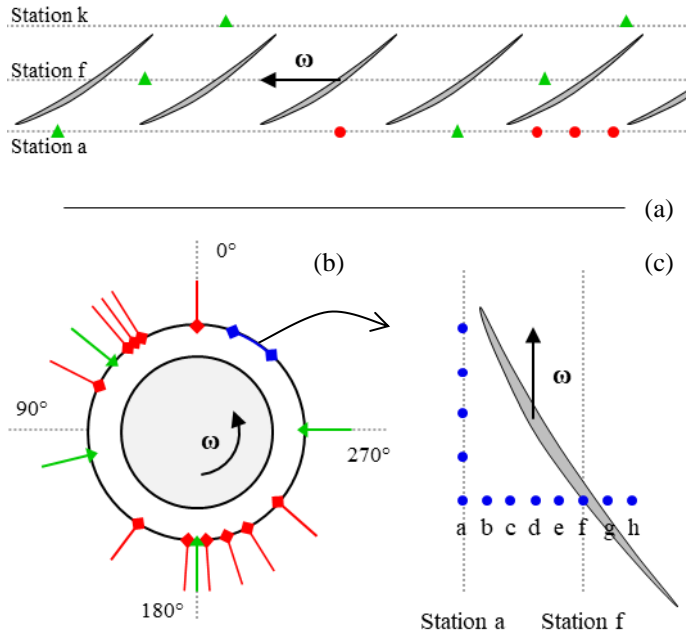 Station k
Station f
ω
Station a
(a)
(b)
(c)
0°
90°
ω
270°
180°
ω
a b c d e f g h
Station a Station f